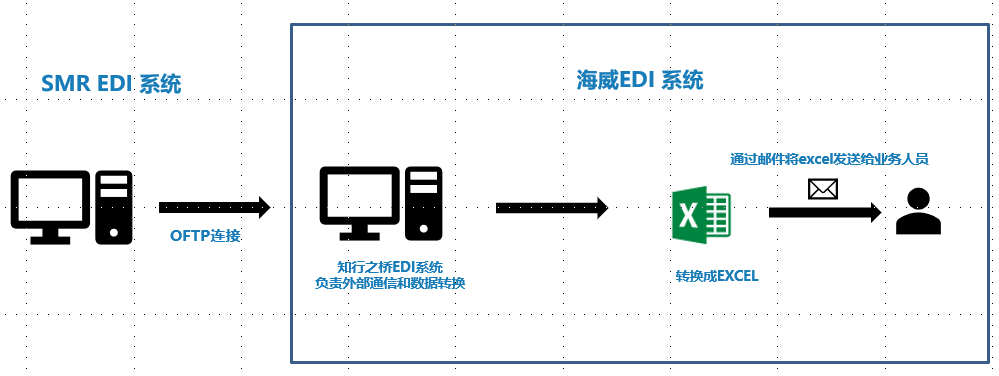 SMR EDI 系统
海威EDI 系统
通过邮件将excel发送给业务人员
OFTP连接
知行之桥EDI系统
负责外部通信和数据转换
X
转换成EXCEL